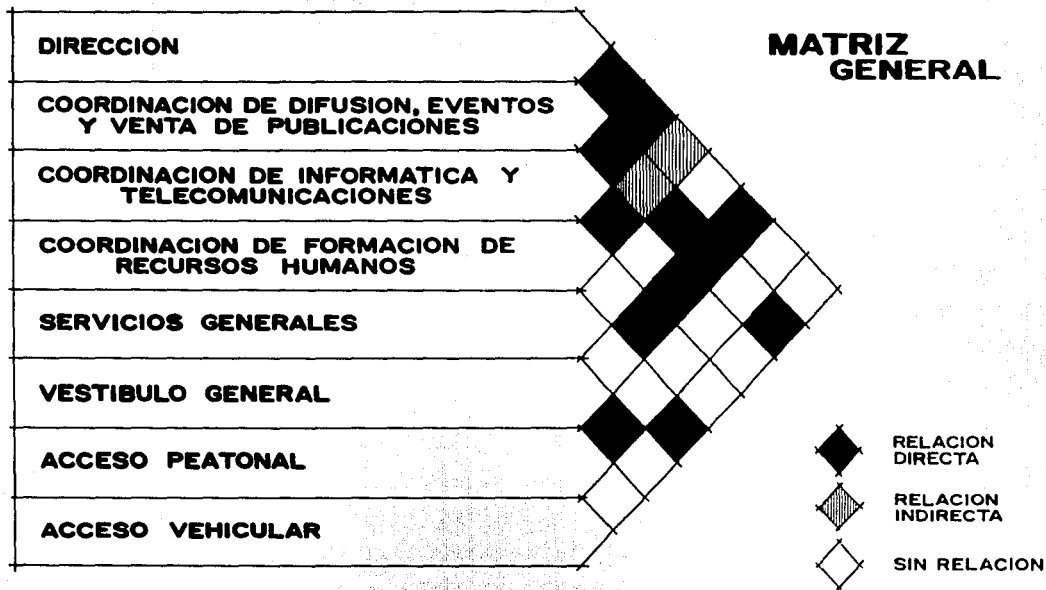 MATRIZ
GENERAL
DIRECCION
COORDINACION DE DIFUSION, EVENTOS
Y VENTA DE PUBLICACIONES
COORDINACION DE INFORMATICA Y
TELECOMUNICACIONES
COORDINACION DE FORMACION DE
RECURSOS HUMANOS
SERVICIOS GENERALES
VESTIBULO GENERAL
ACCESO PEATONAL
ACCESO VEHICULAR
RELACION
DIRECTA
RELACION
INDIRECTA
SIN RELACION